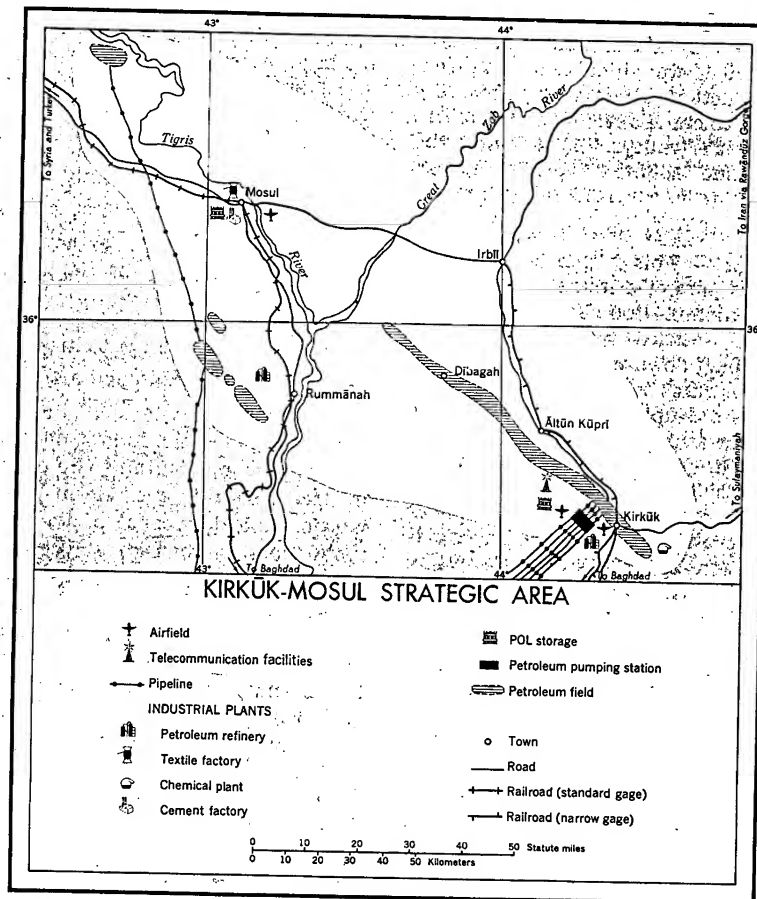 43°
44°
To Syria and Turkey
Tigris
Great Zab River
To Iran via Rawāndūz Gorge
Mosul
River
Irbīl
36°
36
Dībagah
Rummānah
Āltūn Kūprī
To Sulaymānīyah
Kirkūk
43°
To Baghdad
44°
To Baghdad
KIRKŪK-MOSUL STRATEGIC AREA
Airfield
Telecommunication facilities
Pipeline
INDUSTRIAL PLANTS
Petroleum refinery
Textile factory
Chemical plant
Cement factory
POL storage
Petroleum pumping station
Petroleum field
Town
Road
Railroad (standard gage)
Railroad (narrow gage)
0 10 20 30 40 50 Statute miles
0 10 20 30 40 50 Kilometers